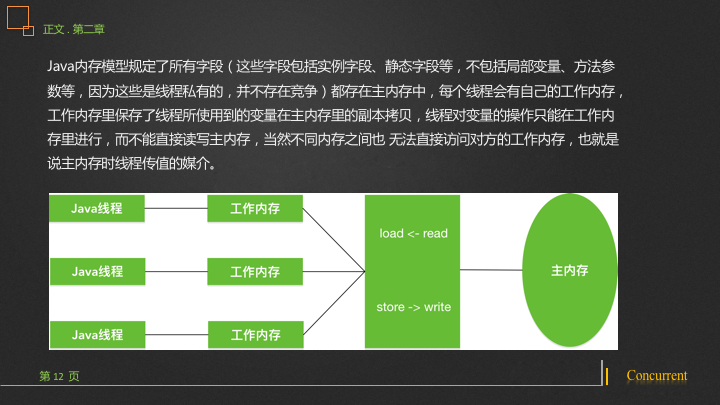 正文 . 第二章
Java内存模型规定了所有字段（这些字段包括实例字段、静态字段等，不包括局部变量、方法参
数等，因为这些是线程私有的，并不存在竞争）都存在主内存中，每个线程会有自己的工作内存，
工作内存里保存了线程所使用到的变量在主内存里的副本拷贝，线程对变量的操作只能在工作内
存里进行，而不能直接读写主内存，当然不同内存之间也 无法直接访问对方的工作内存，也就是
说主内存时线程传值的媒介。
Java线程 工作内存
load <- read
Java线程 工作内存 主内存
store -> write
Java线程 工作内存
第 12 页 Concurrent